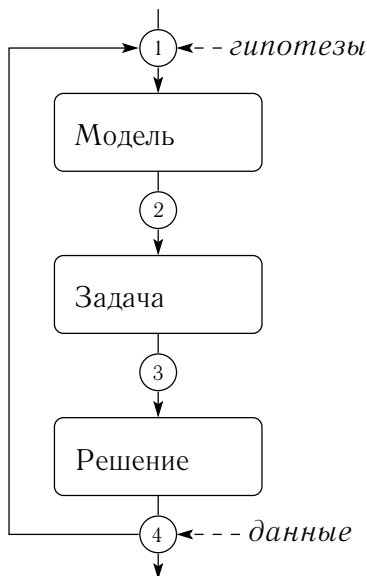 1
гипотезы
Модель
2
Задача
3
Решение
4
данные